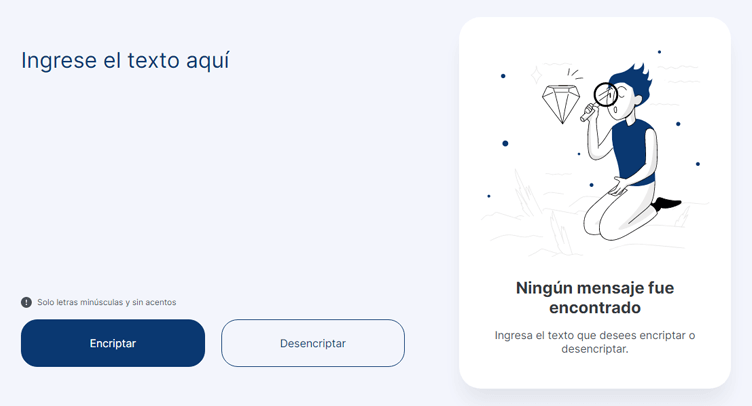 Ingrese el texto aquí
Solo letras minúsculas y sin acentos
Encriptar
Desencriptar
Ningún mensaje fue
encontrado
Ingresa el texto que desees encriptar o
desencriptar.